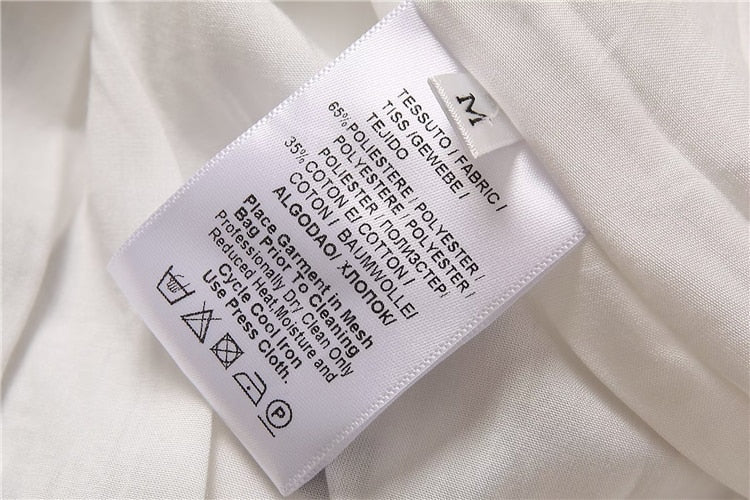 M
TESSUTO / FABRIC /
TISS /GEWEBE /
TEJIDO
65% POLIESTERE / POLYESTER /
POLYESTERE / POLYESTER /
POLIESTER / ПОЛИЭСТЕР/
35% COTONE / COTTON /
COTON / BAUMWOLLE/
ALGODAO/ ХЛОПОК/
Place Garment in Mesh
Bag Prior To Cleaning
Professionally Dry Clean Only
Reduced Heat,Moisture and
Cycle Cool Iron
Use Press Cloth.
P